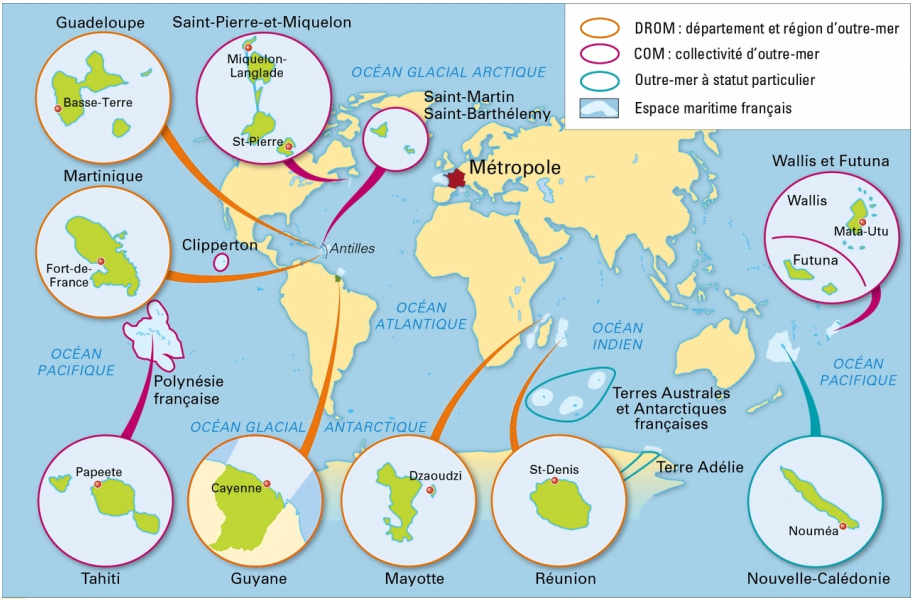 Guadeloupe
Basse-Terre
Saint-Pierre-et-Miquelon
Miquelon-
Langlade
St-Pierre
OCÉAN GLACIAL ARCTIQUE
Saint-Martin
Saint-Barthélemy
DROM : département et région d'outre-mer
COM : collectivité d'outre-mer
Outre-mer à statut particulier
Espace maritime français
Martinique
Fort-de-
France
Clipperton
Antilles
Métropole
Wallis et Futuna
Wallis
Mata-Utu
Futuna
OCÉAN
PACIFIQUE
Polynésie
française
OCÉAN
ATLANTIQUE
OCÉAN
INDIEN
OCÉAN
PACIFIQUE
Terres Australes
et Antarctiques
françaises
OCÉAN GLACIAL ANTARCTIQUE
Terre Adélie
Papeete
Tahiti
Cayenne
Guyane
Dzaoudzi
Mayotte
St-Denis
Réunion
Nouméa
Nouvelle-Calédonie